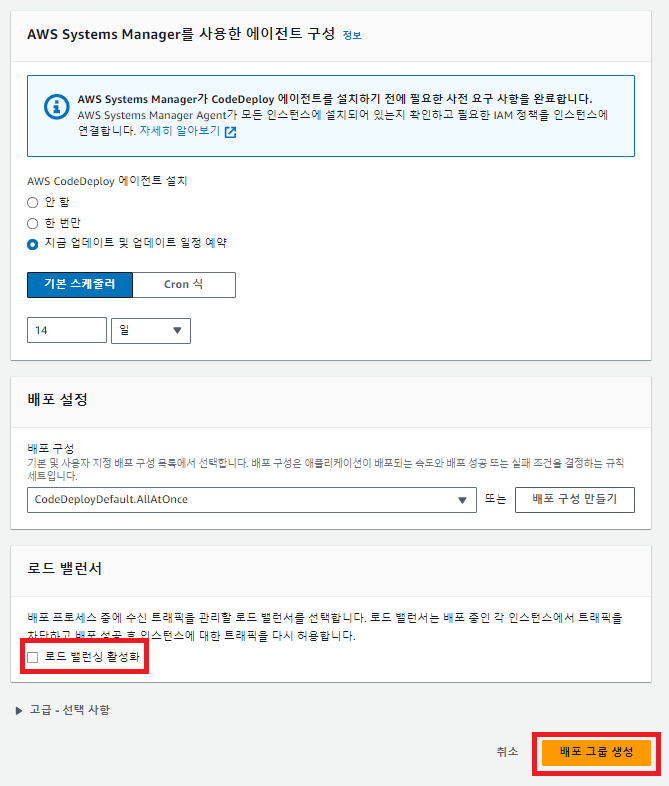 AWS Systems Manager를 사용한 에이전트 구성 정보
AWS Systems Manager가 CodeDeploy 에이전트를 설치하기 전에 필요한 사전 요구 사항을 완료합니다.
AWS Systems Manager Agent가 모든 인스턴스에 설치되어 있는지 확인하고 필요한 IAM 정책을 인스턴스에
연결합니다. 자세히 알아보기
AWS CodeDeploy 에이전트 설치
안 함
한 번만
지금 업데이트 및 업데이트 일정 예약
기본 스케줄러 Cron 식
14 일
배포 설정
배포 구성
기본 및 사용자 지정 배포 구성 목록에서 선택합니다. 배포 구성은 애플리케이션이 배포되는 속도와 배포 성공 또는 실패 조건을 결정하는 규칙
세트입니다.
CodeDeployDefault.AllAtOnce 또는 배포 구성 만들기
로드 밸런서
배포 프로세스 중에 수신 트래픽을 관리할 로드 밸런서를 선택합니다. 로드 밸런서는 배포 중인 각 인스턴스에서 트래픽을
차단하고 배포 성공 후 인스턴스에 대한 트래픽을 다시 허용합니다.
로드 밸런싱 활성화
고급 - 선택 사항
취소 배포 그룹 생성